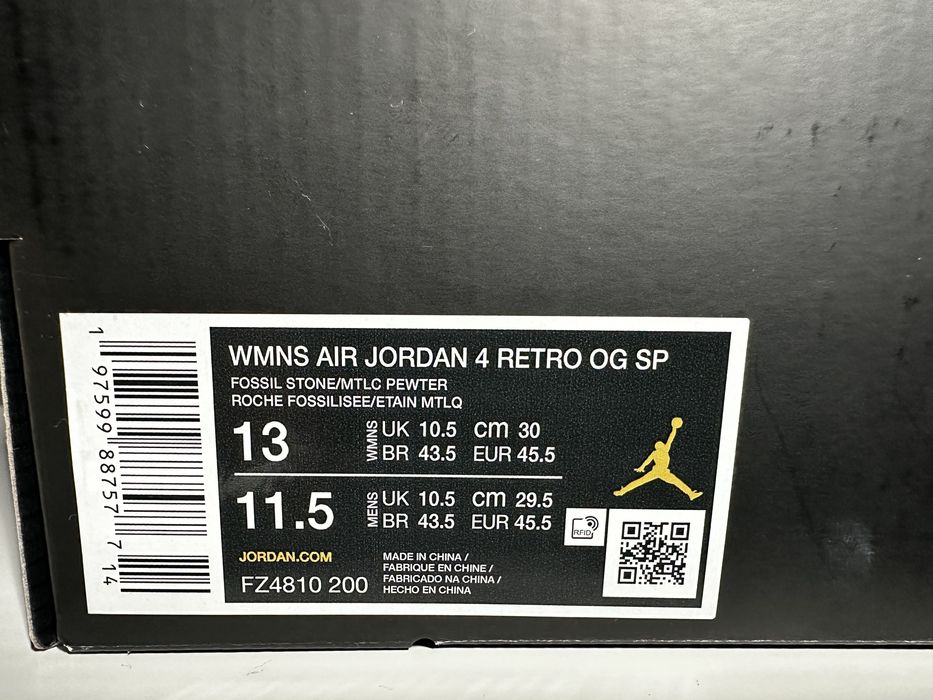 WMNS AIR JORDAN 4 RETRO OG SP
FOSSIL STONE/MTLC PEWTER
ROCHE FOSSILISEE/ETAIN MTLQ
13 WMNS UK 10.5 cm 30
BR 43.5 EUR 45.5
11.5 MENS UK 10.5 cm 29.5
BR 43.5 EUR 45.5
RFID
JORDAN.COM
FZ4810 200
MADE IN CHINA /
FABRIQUE EN CHINE /
FABRICADO NA CHINA /
HECHO EN CHINA
1 97599 88757 7 14